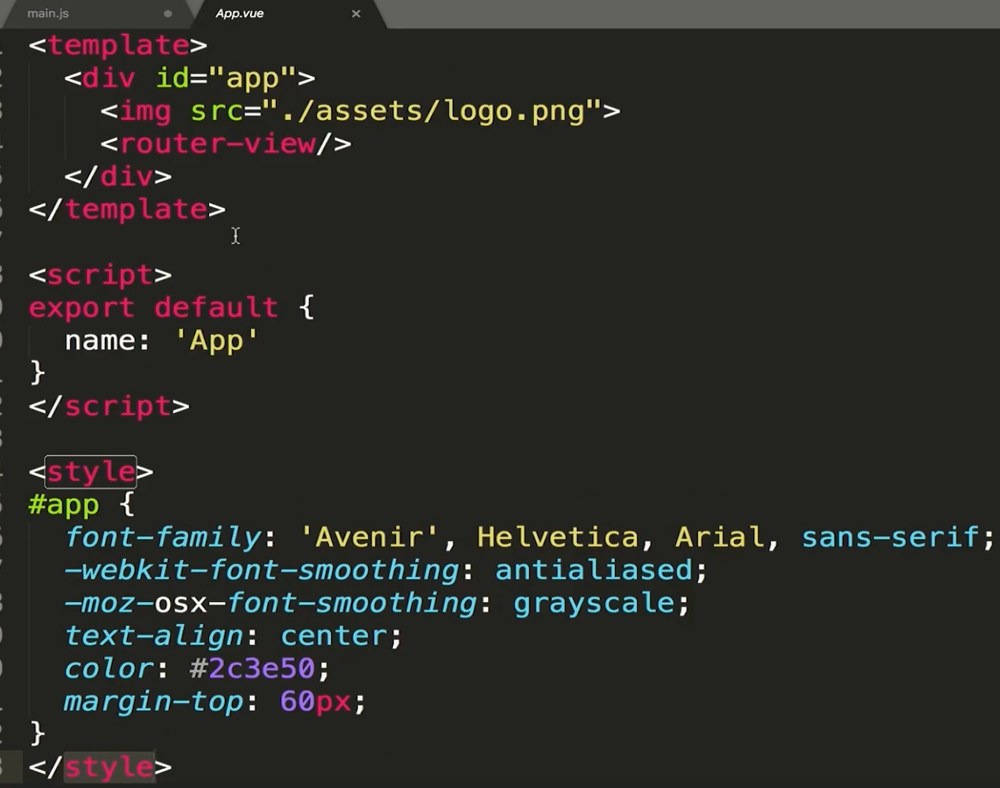 main.js
App.vue
<template>
  <div id="app">
    <img src="./assets/logo.png">
    <router-view/>
  </div>
</template>

<script>
export default {
  name: 'App'
}
</script>

<style>
#app {
  font-family: 'Avenir', Helvetica, Arial, sans-serif;
  -webkit-font-smoothing: antialiased;
  -moz-osx-font-smoothing: grayscale;
  text-align: center;
  color: #2c3e50;
  margin-top: 60px;
}
</style>